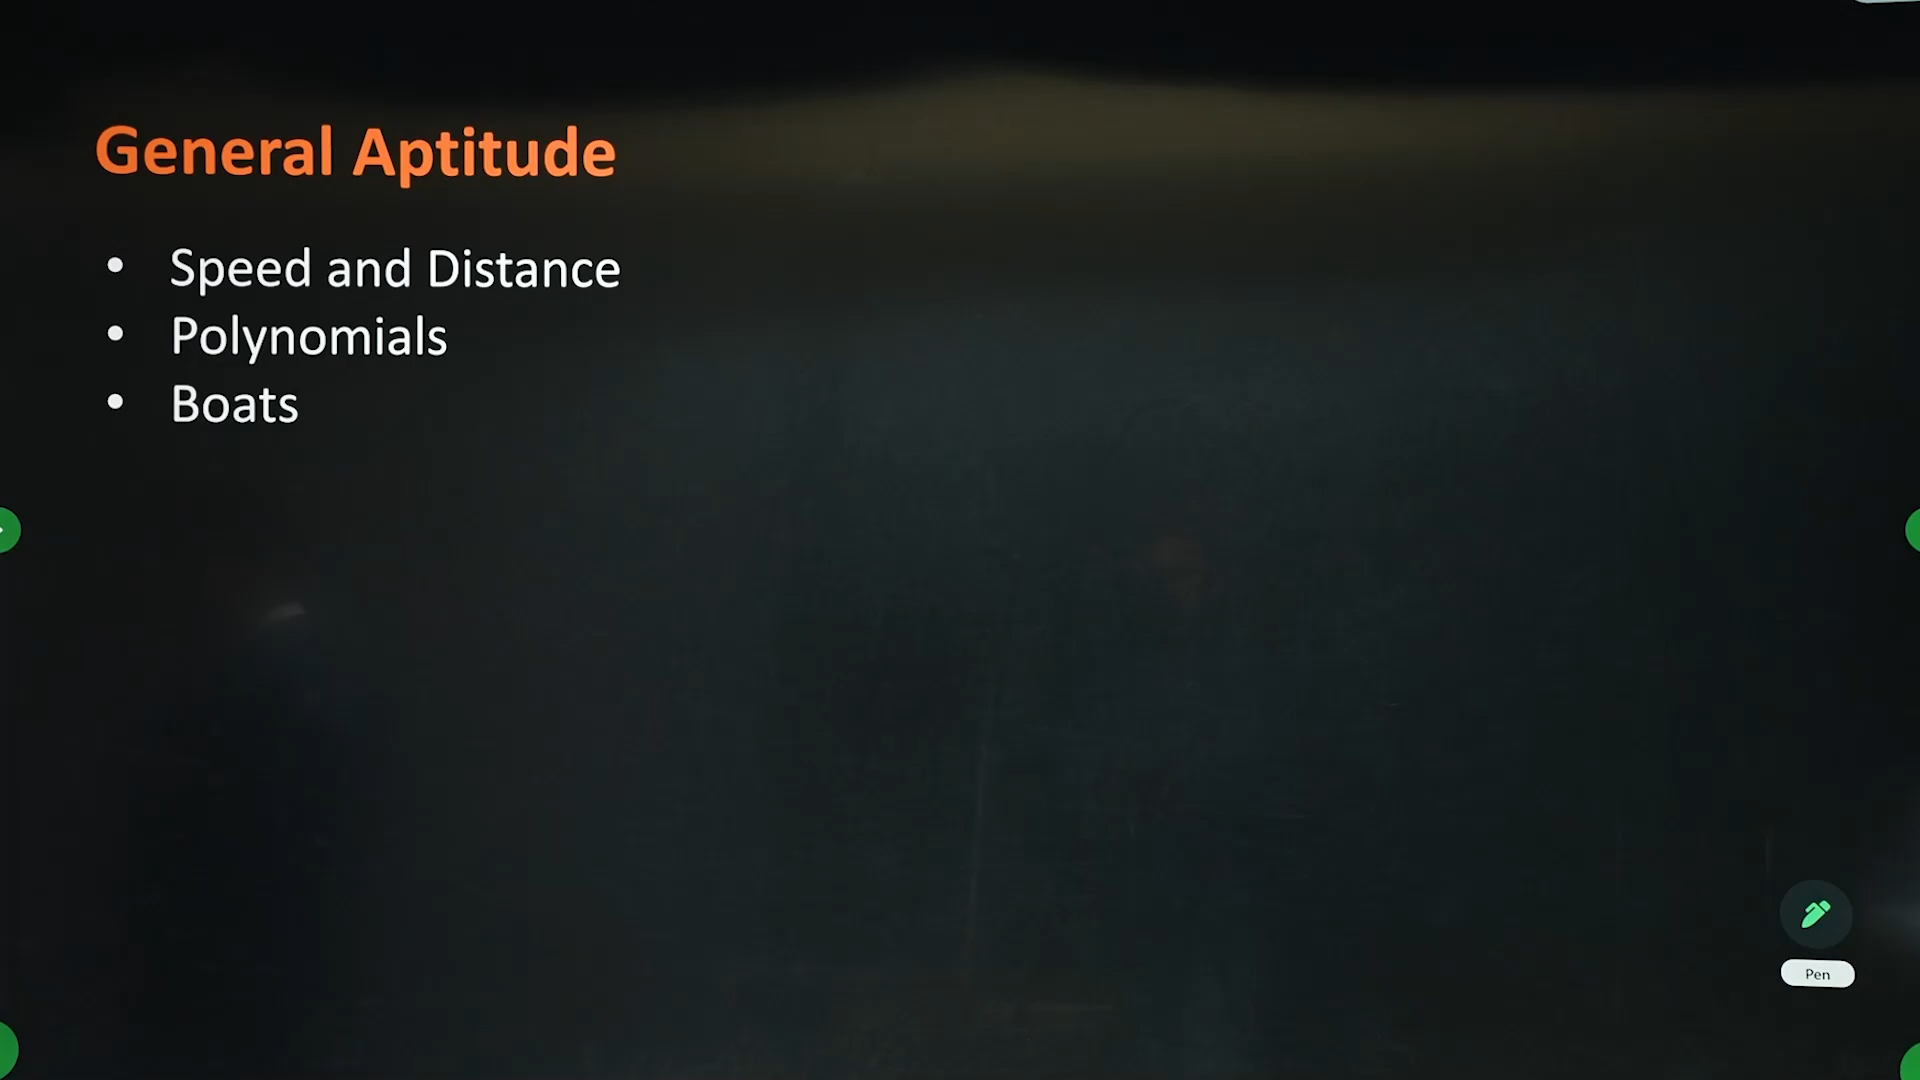 General Aptitude
• Speed and Distance
• Polynomials
• Boats
Pen